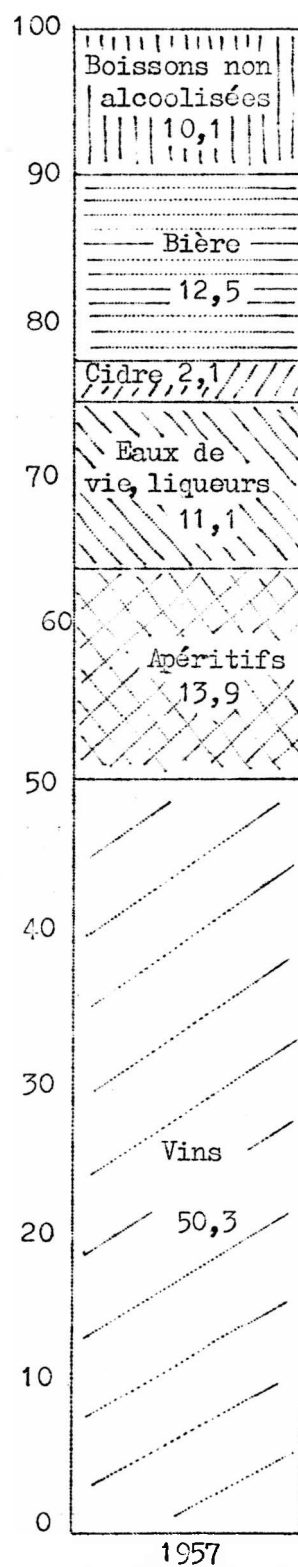 100
Boissons non
alcoolisées
10,1
90
Bière
12,5
80
Cidre 2,1
70
Eaux de
vie, liqueurs
11,1
60
Apéritifs
13,9
50
40
30
Vins
20
50,3
10
0
1957